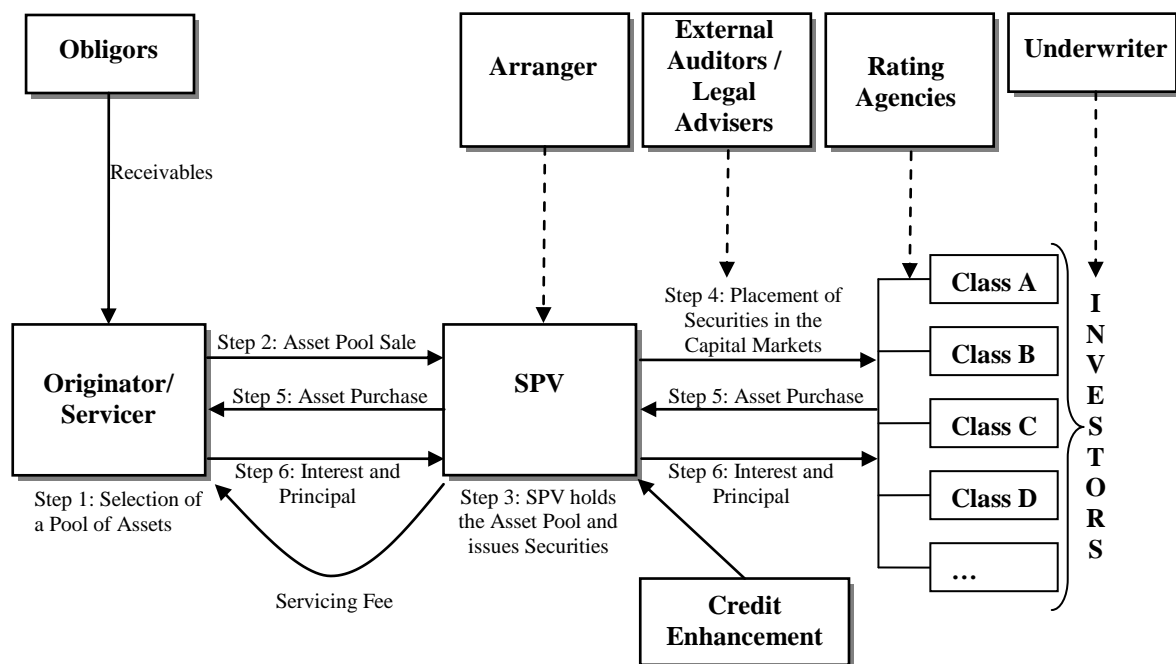 Obligors
Arranger
External
Auditors /
Legal
Advisers
Rating
Agencies
Underwriter
Receivables
Originator/
Servicer
Step 1: Selection of
a Pool of Assets
Step 2: Asset Pool Sale
Step 5: Asset Purchase
Step 6: Interest and
Principal
Servicing Fee
SPV
Step 3: SPV holds
the Asset Pool and
issues Securities
Step 4: Placement of
Securities in the
Capital Markets
Step 5: Asset Purchase
Step 6: Interest and
Principal
Credit
Enhancement
Class A
Class B
Class C
Class D
…
INVESTORS